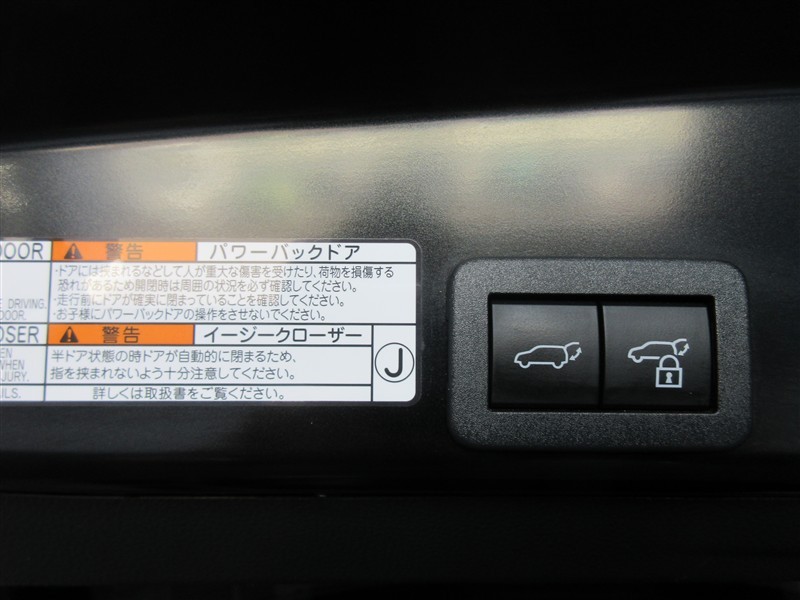 DOOR
警告
パワーバックドア
・ドアには挟まれるなどして人が重大な傷害を受けたり、荷物を損傷する
恐れがあるため開閉時は周囲の状況を必ず確認してください。
・走行前にドアが確実に閉まっていることを確認してください。
・お子様にパワーバックドアの操作をさせないでください。
DRIVING.
DOOR.
OSER
警告
イージークローザー
半ドア状態の時ドアが自動的に閉まるため、
指を挟まれないよう十分注意してください。
J
EN
WHEN
NJURY.
ILS.
詳しくは取扱書をご覧ください。